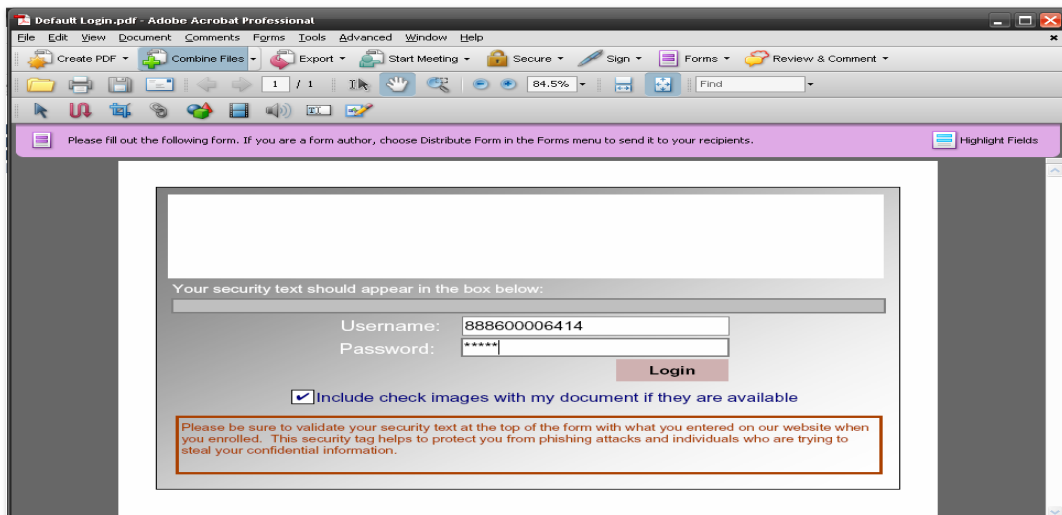 Default Login.pdf - Adobe Acrobat Professional
File Edit View Document Comments Forms Tools Advanced Window Help
Create PDF Combine Files Export Start Meeting Secure Sign Forms Review & Comment
1 / 1 84.5% Find
Please fill out the following form. If you are a form author, choose Distribute Form in the Forms menu to send it to your recipients. Highlight Fields
Your security text should appear in the box below:
Username: 888600006414
Password: *****
Login
Include check images with my document if they are available
Please be sure to validate your security text at the top of the form with what you entered on our website when
you enrolled. This security tag helps to protect you from phishing attacks and individuals who are trying to
steal your confidential information.